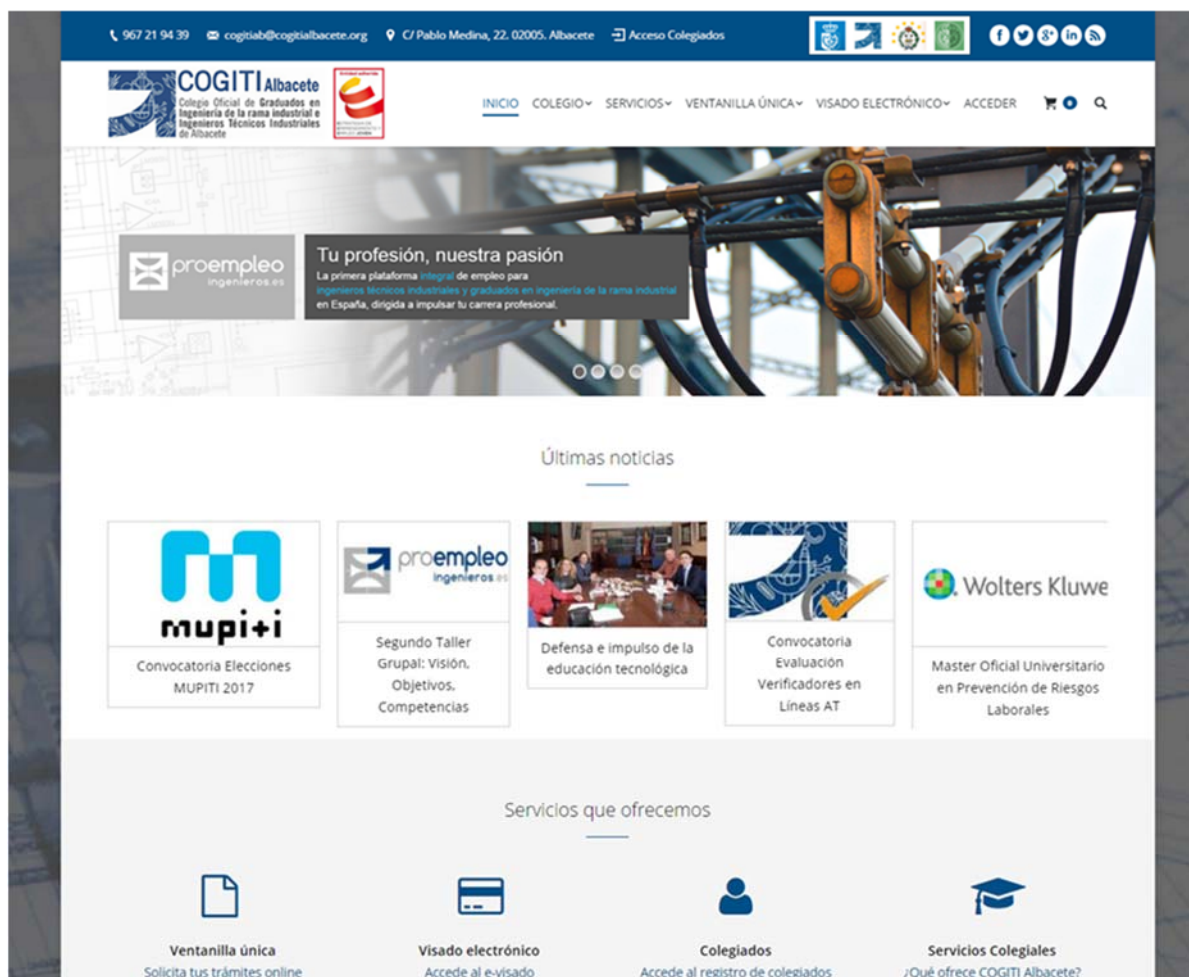 967 21 94 39 cogitiab@cogitialbacete.org C/ Pablo Medina, 22. 02005. Albacete Acceso Colegiados
COGITI Albacete
Colegio Oficial de Graduados en
Ingeniería de la rama industrial e
Ingenieros Técnicos Industriales
de Albacete
INICIO COLEGIO SERVICIOS VENTANILLA ÚNICA VISADO ELECTRÓNICO ACCEDER 0
proempleo
ingenieros.es
Tu profesión, nuestra pasión
La primera plataforma integral de empleo para
ingenieros técnicos industriales y graduados en ingeniería de la rama industrial
en España, dirigida a impulsar tu carrera profesional.
Últimas noticias
mupiti
Convocatoria Elecciones
MUPITI 2017
proempleo
ingenieros.es
Segundo Taller
Grupal: Visión,
Objetivos,
Competencias
Defensa e impulso de la
educación tecnológica
Convocatoria
Evaluación
Verificadores en
Líneas AT
Wolters Kluwe
Master Oficial Universitario
en Prevención de Riesgos
Laborales
Servicios que ofrecemos
Ventanilla única
Solicita tus trámites online
Visado electrónico
Accede al e-visado
Colegiados
Accede al registro de colegiados
Servicios Colegiales
¿Qué ofrece COGITI Albacete?